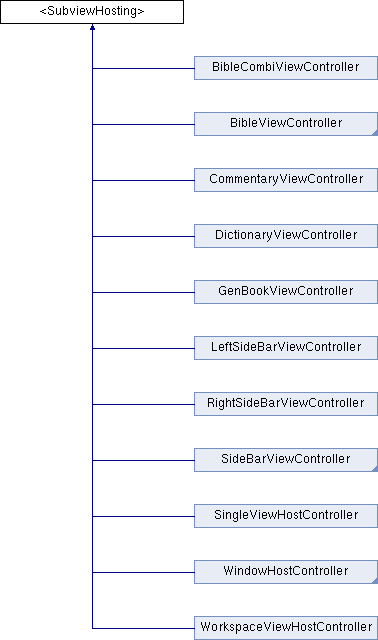 <SubviewHosting>
BibleCombiViewController
BibleViewController
CommentaryViewController
DictionaryViewController
GenBookViewController
LeftSideBarViewController
RightSideBarViewController
SideBarViewController
SingleViewHostController
WindowHostController
WorkspaceViewHostController